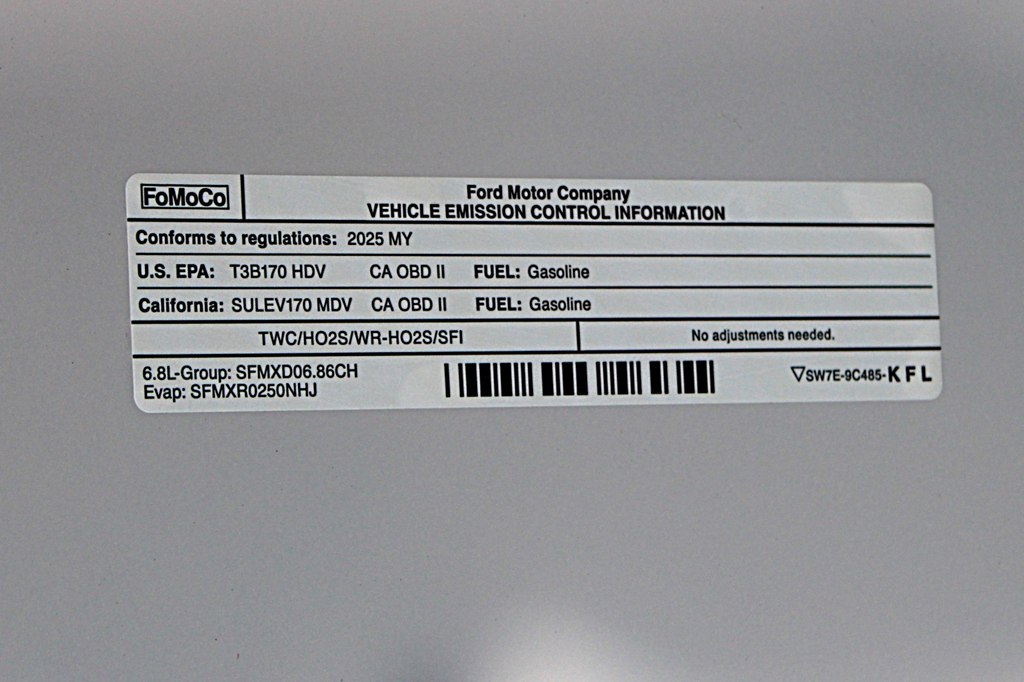 FoMoCo
Ford Motor Company
VEHICLE EMISSION CONTROL INFORMATION
Conforms to regulations: 2025 MY
U.S. EPA: T3B170 HDV CA OBD II FUEL: Gasoline
California: SULEV170 MDV CA OBD II FUEL: Gasoline
TWC/HO2S/WR-HO2S/SFI
No adjustments needed.
6.8L-Group: SFMXD06.86CH
Evap: SFMXR0250NHJ
▽SW7E-9C485-K F L